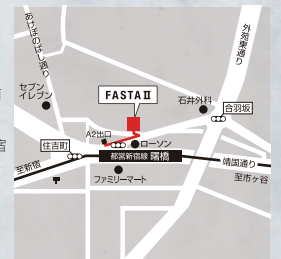 あけぼのばし通り
外苑東通り
セブン
イレブン
FASTAⅡ
石井外科
合羽坂
A2出口
ローソン
住吉町
宿
都営新宿線 曙橋
靖国通り
至新宿
至市ヶ谷
ファミリーマート